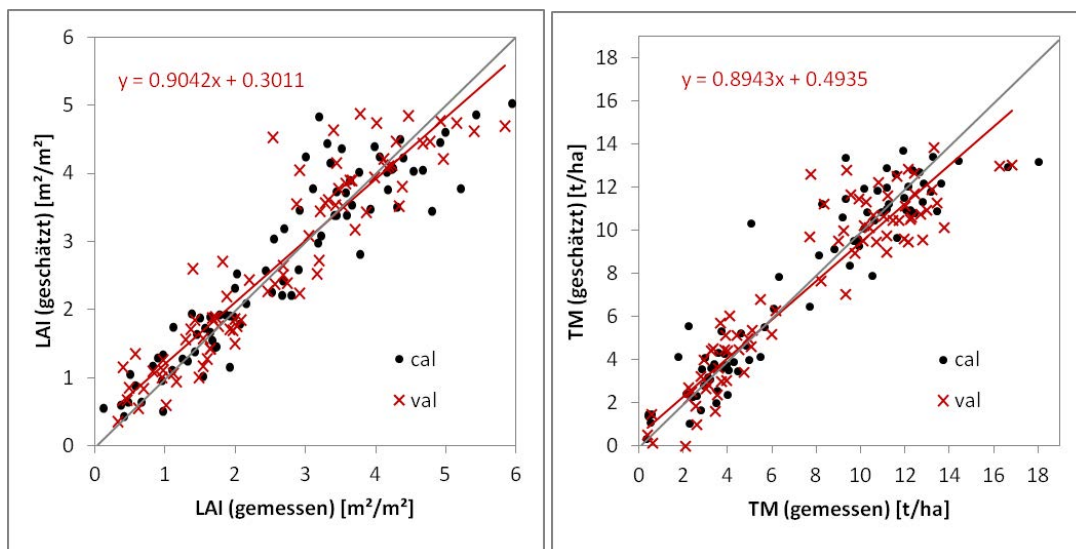 6
5
4
3
2
1
0
LAI (geschätzt) [m²/m²]
y = 0.9042x + 0.3011
cal
val
0 1 2 3 4 5 6
LAI (gemessen) [m²/m²]
18
16
14
12
10
8
6
4
2
0
TM (geschätzt) [t/ha]
y = 0.8943x + 0.4935
cal
val
0 2 4 6 8 10 12 14 16 18
TM (gemessen) [t/ha]